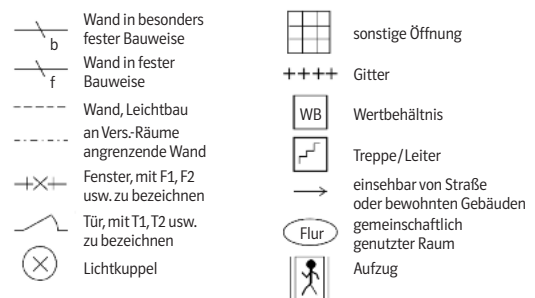 b
Wand in besonders
fester Bauweise
f
Wand in fester
Bauweise
Wand, Leichtbau
an Vers.-Räume
angrenzende Wand
Fenster, mit F1, F2
usw. zu bezeichnen
Tür, mit T1, T2 usw.
zu bezeichnen
Lichtkuppel
sonstige Öffnung
Gitter
WB
Wertbehältnis
Treppe/Leiter
einsehbar von Straße
oder bewohnten Gebäuden
Flur
gemeinschaftlich
genutzter Raum
Aufzug